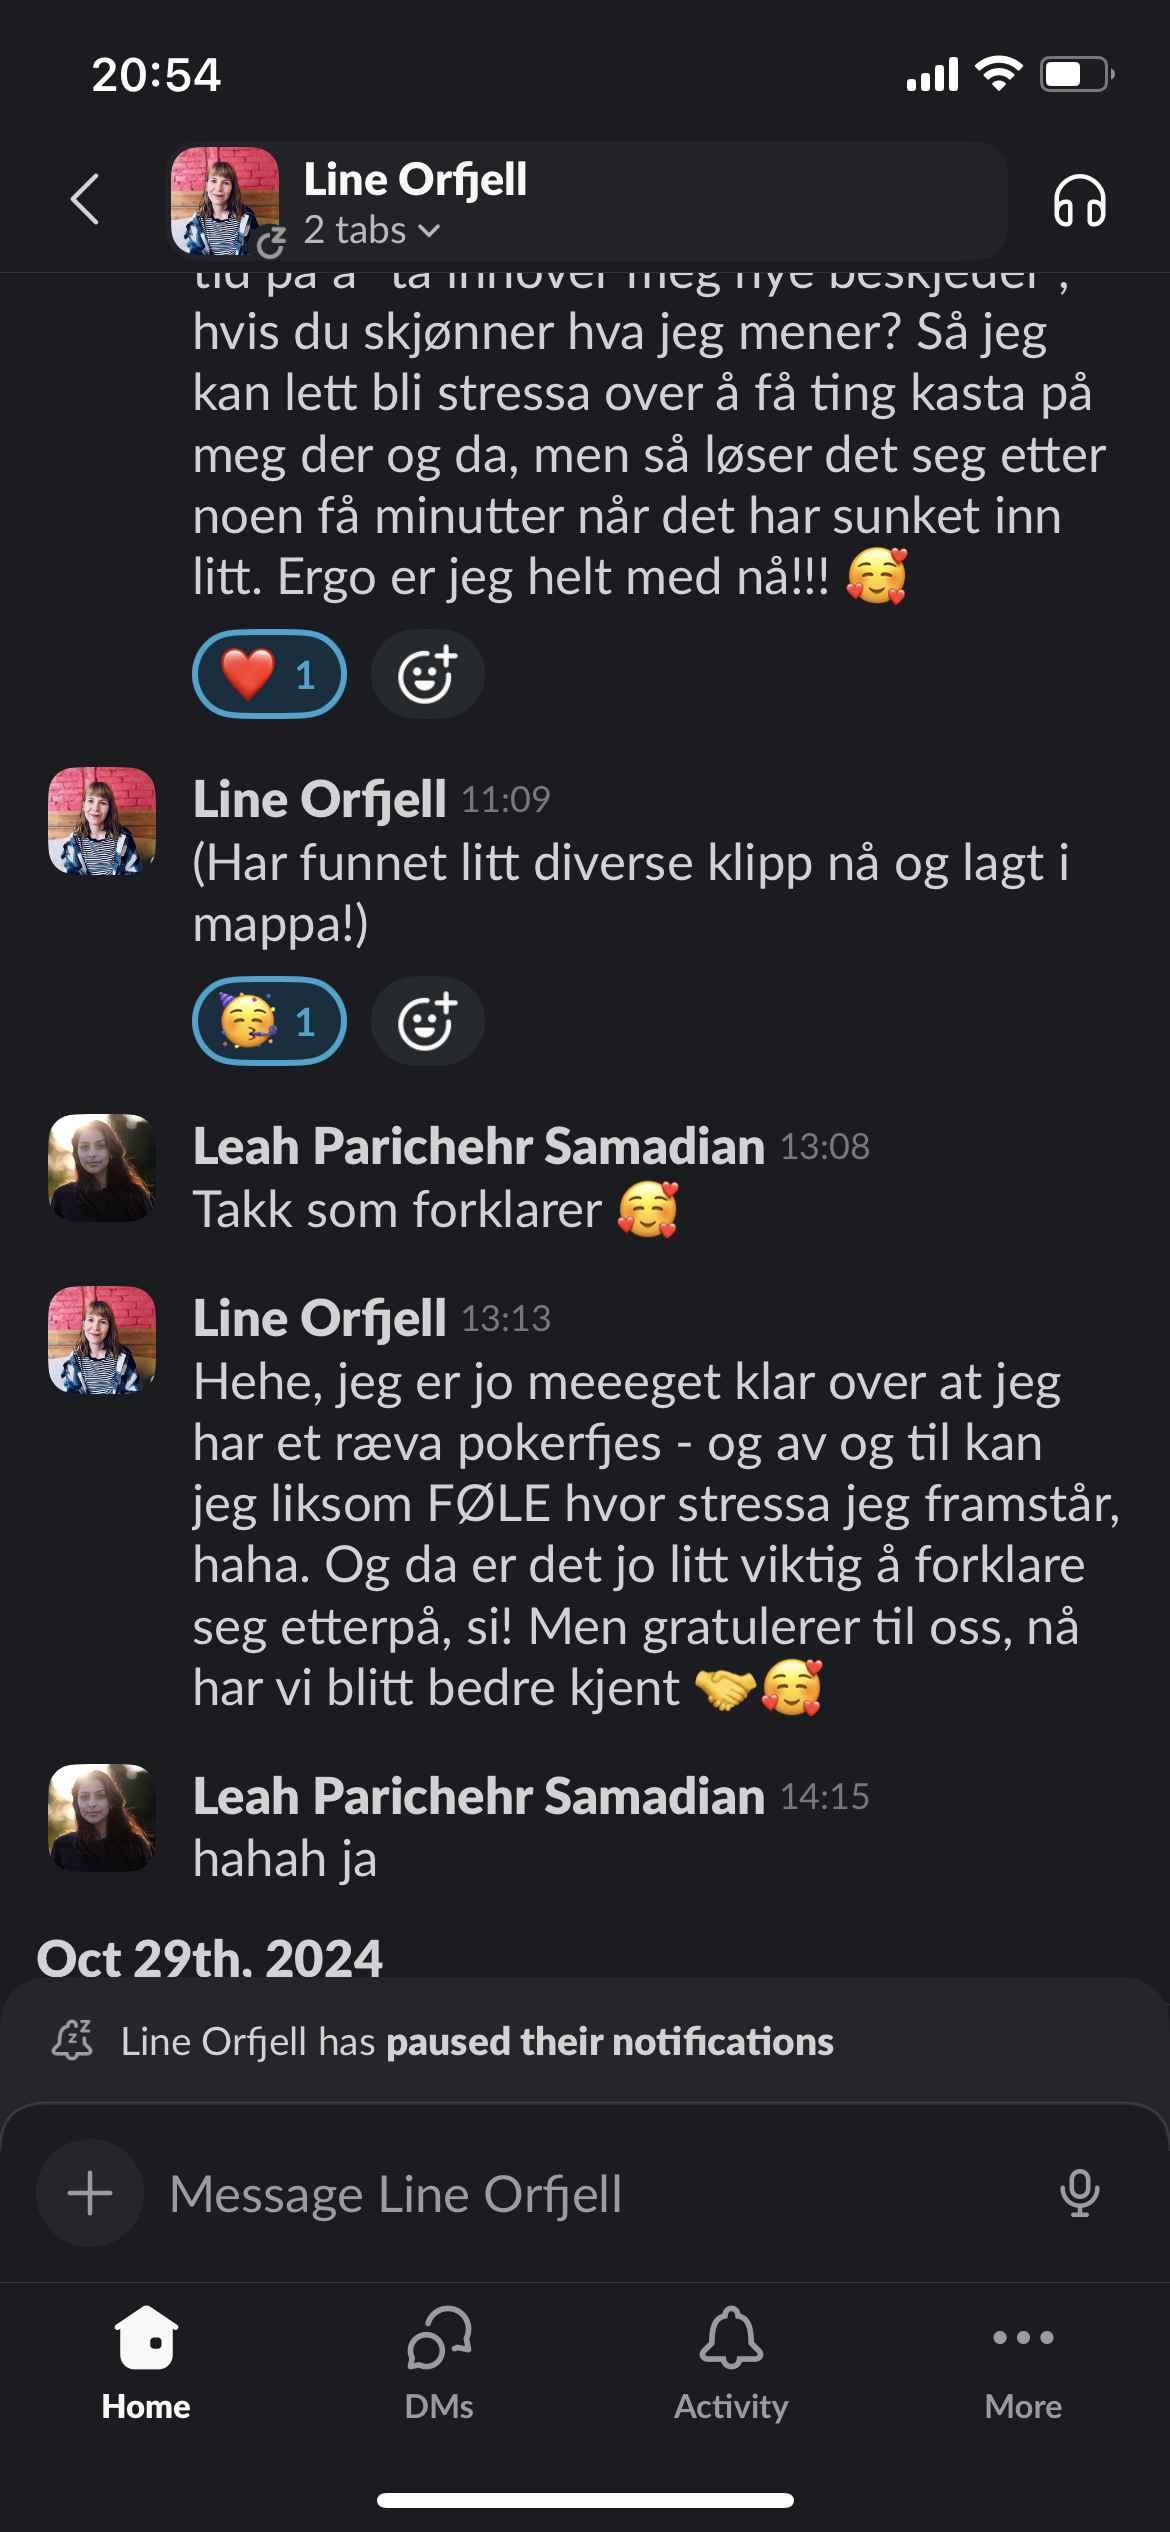 20:54
Line Orfjell
2 tabs
tid på å "ta innover meg nye beskjeder",
hvis du skjønner hva jeg mener? Så jeg
kan lett bli stressa over å få ting kasta på
meg der og da, men så løser det seg etter
noen få minutter når det har sunket inn
litt. Ergo er jeg helt med nå!!! 🥰
❤️ 1
Line Orfjell 11:09
(Har funnet litt diverse klipp nå og lagt i
mappa!)
🥳 1
Leah Parichehr Samadian 13:08
Takk som forklarer 🥰
Line Orfjell 13:13
Hehe, jeg er jo meeeget klar over at jeg
har et ræva pokerfjes - og av og til kan
jeg liksom FØLE hvor stressa jeg framstår,
haha. Og da er det jo litt viktig å forklare
seg etterpå, si! Men gratulerer til oss, nå
har vi blitt bedre kjent 🤝🥰
Leah Parichehr Samadian 14:15
hahah ja
Oct 29th, 2024
Line Orfjell has paused their notifications
Message Line Orfjell
Home
DMs
Activity
More